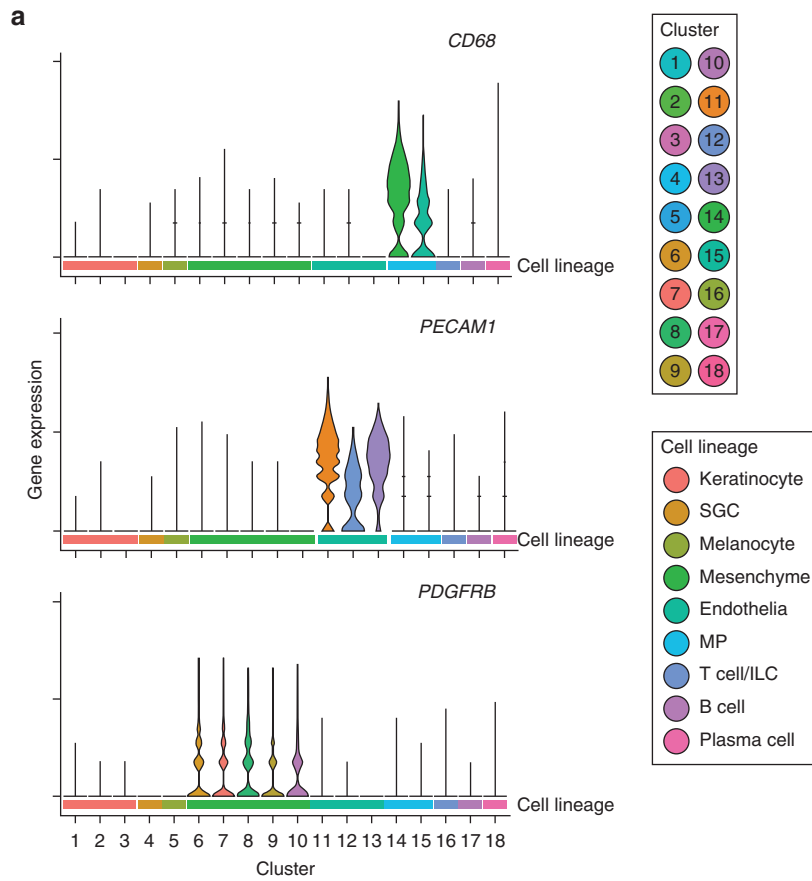 a
CD68
Cell lineage
PECAM1
Gene expression
Cell lineage
PDGFRB
Cell lineage
1 2 3 4 5 6 7 8 9 10 11 12 13 14 15 16 17 18
Cluster
Cluster
1 10
2 11
3 12
4 13
5 14
6 15
7 16
8 17
9 18
Cell lineage
Keratinocyte
SGC
Melanocyte
Mesenchyme
Endothelia
MP
T cell/ILC
B cell
Plasma cell